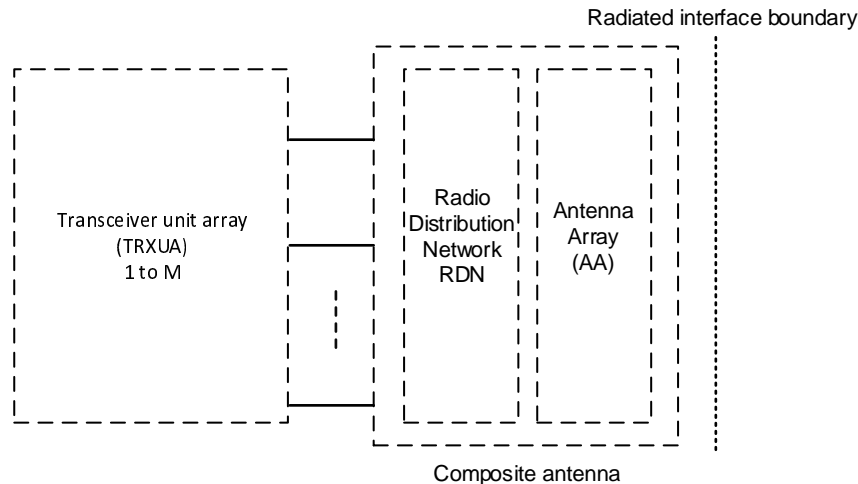 Radiated interface boundary
Transceiver unit array
(TRXUA)
1 to M
Radio
Distribution
Network
RDN
Antenna
Array
(AA)
Composite antenna